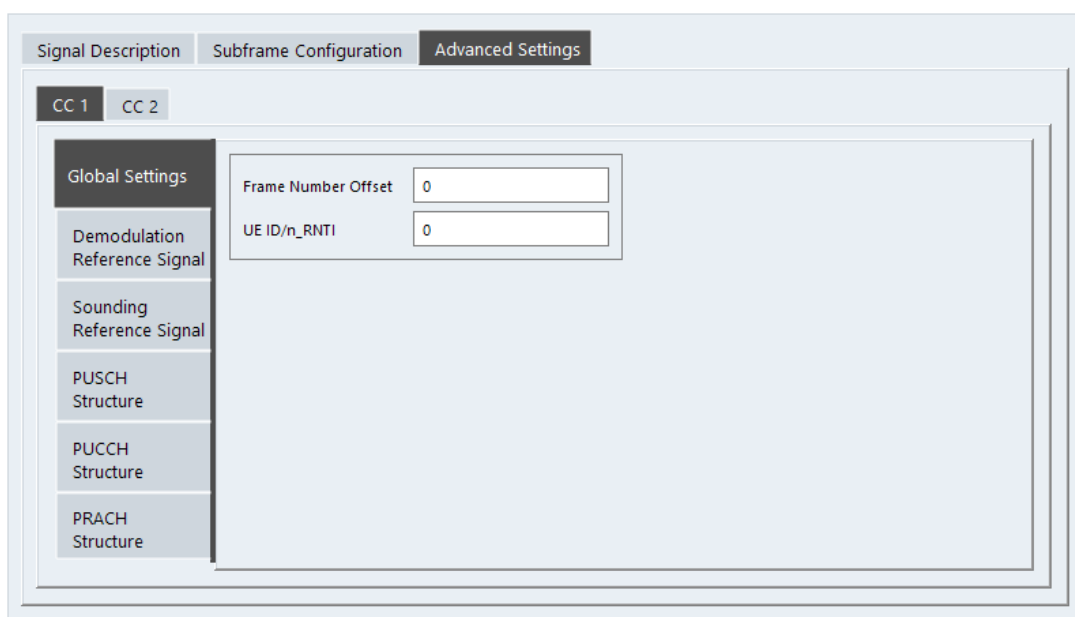 Signal Description Subframe Configuration Advanced Settings
CC 1 CC 2
Global Settings
Frame Number Offset 0
UE ID/n_RNTI 0
Demodulation
Reference Signal
Sounding
Reference Signal
PUSCH
Structure
PUCCH
Structure
PRACH
Structure